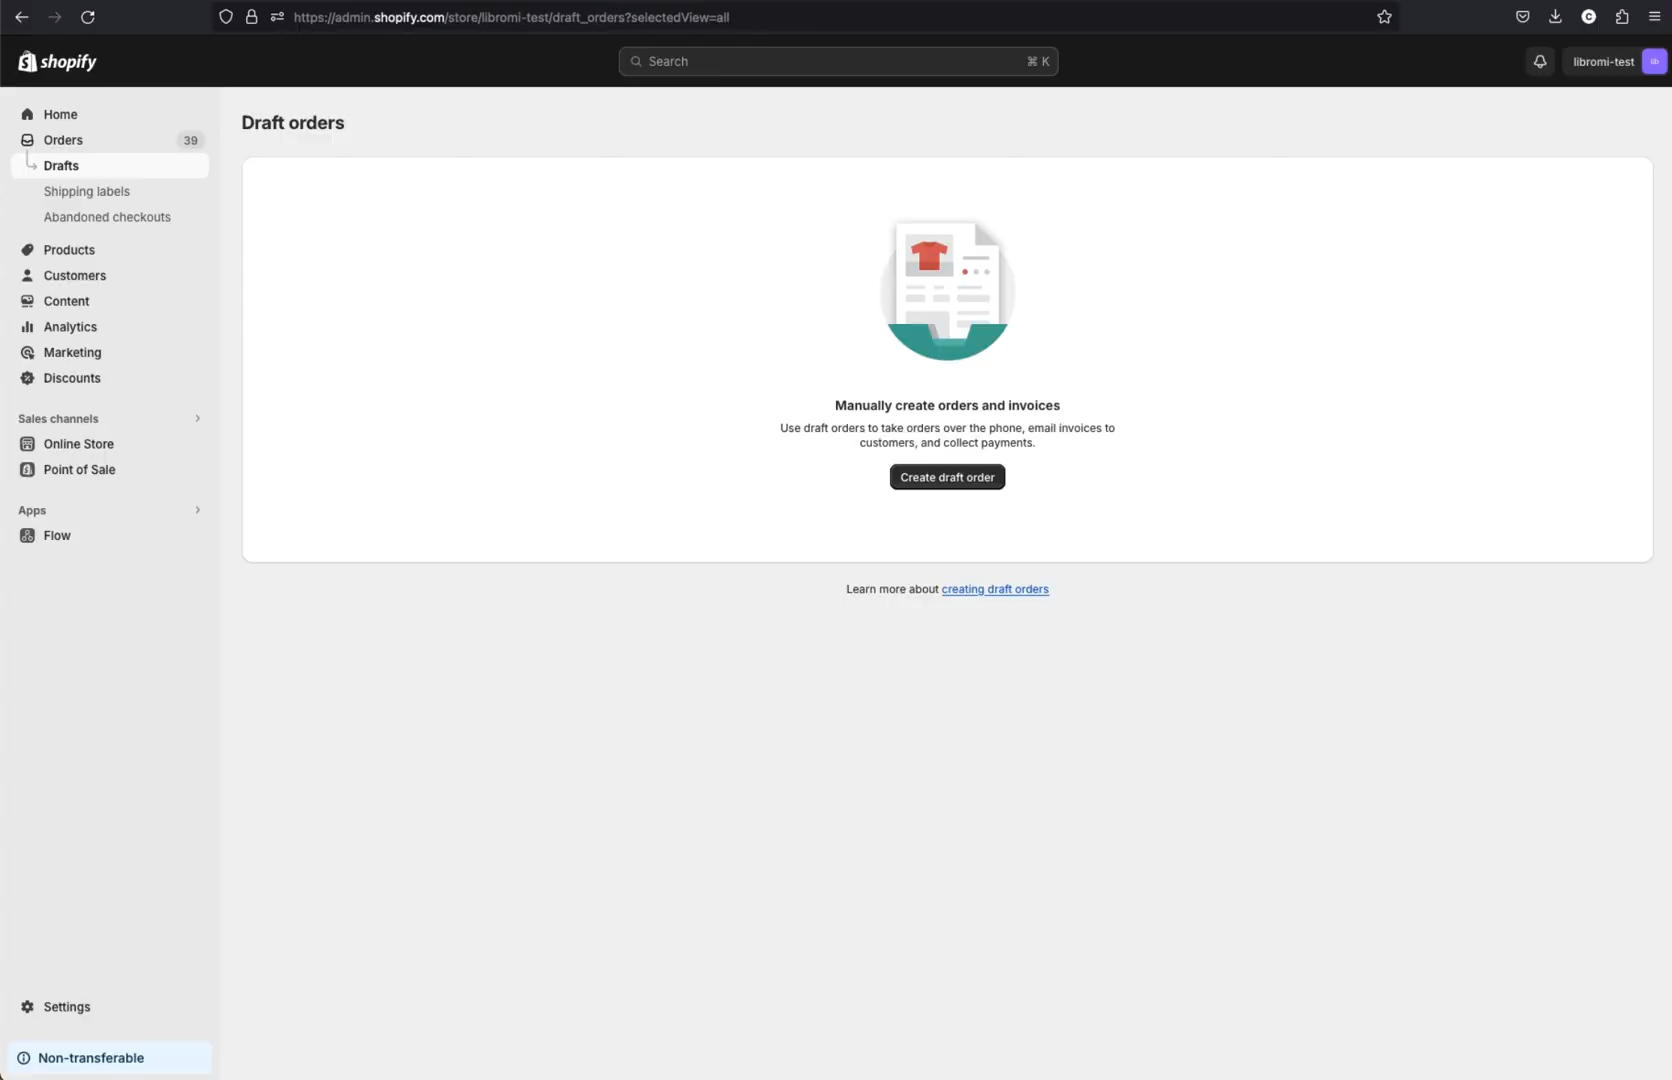 https://admin.shopify.com/store/libromi-test/draft_orders?selectedView=all
shopify
Search
⌘ K
libromi-test
lib
Home
Orders
39
Drafts
Shipping labels
Abandoned checkouts
Products
Customers
Content
Analytics
Marketing
Discounts
Sales channels
Online Store
Point of Sale
Apps
Flow
Settings
Non-transferable
Draft orders
Manually create orders and invoices
Use draft orders to take orders over the phone, email invoices to
customers, and collect payments.
Create draft order
Learn more about creating draft orders